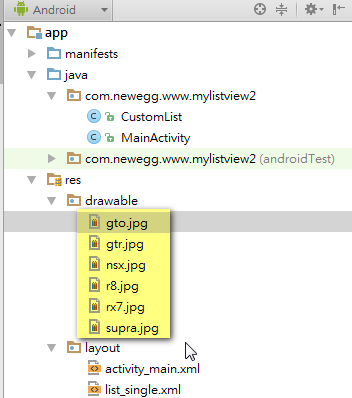 Android
app
manifests
java
com.newegg.www.mylistview2
CustomList
MainActivity
com.newegg.www.mylistview2 (androidTest)
res
drawable
gto.jpg
gtr.jpg
nsx.jpg
r8.jpg
rx7.jpg
supra.jpg
layout
activity_main.xml
list_single.xml